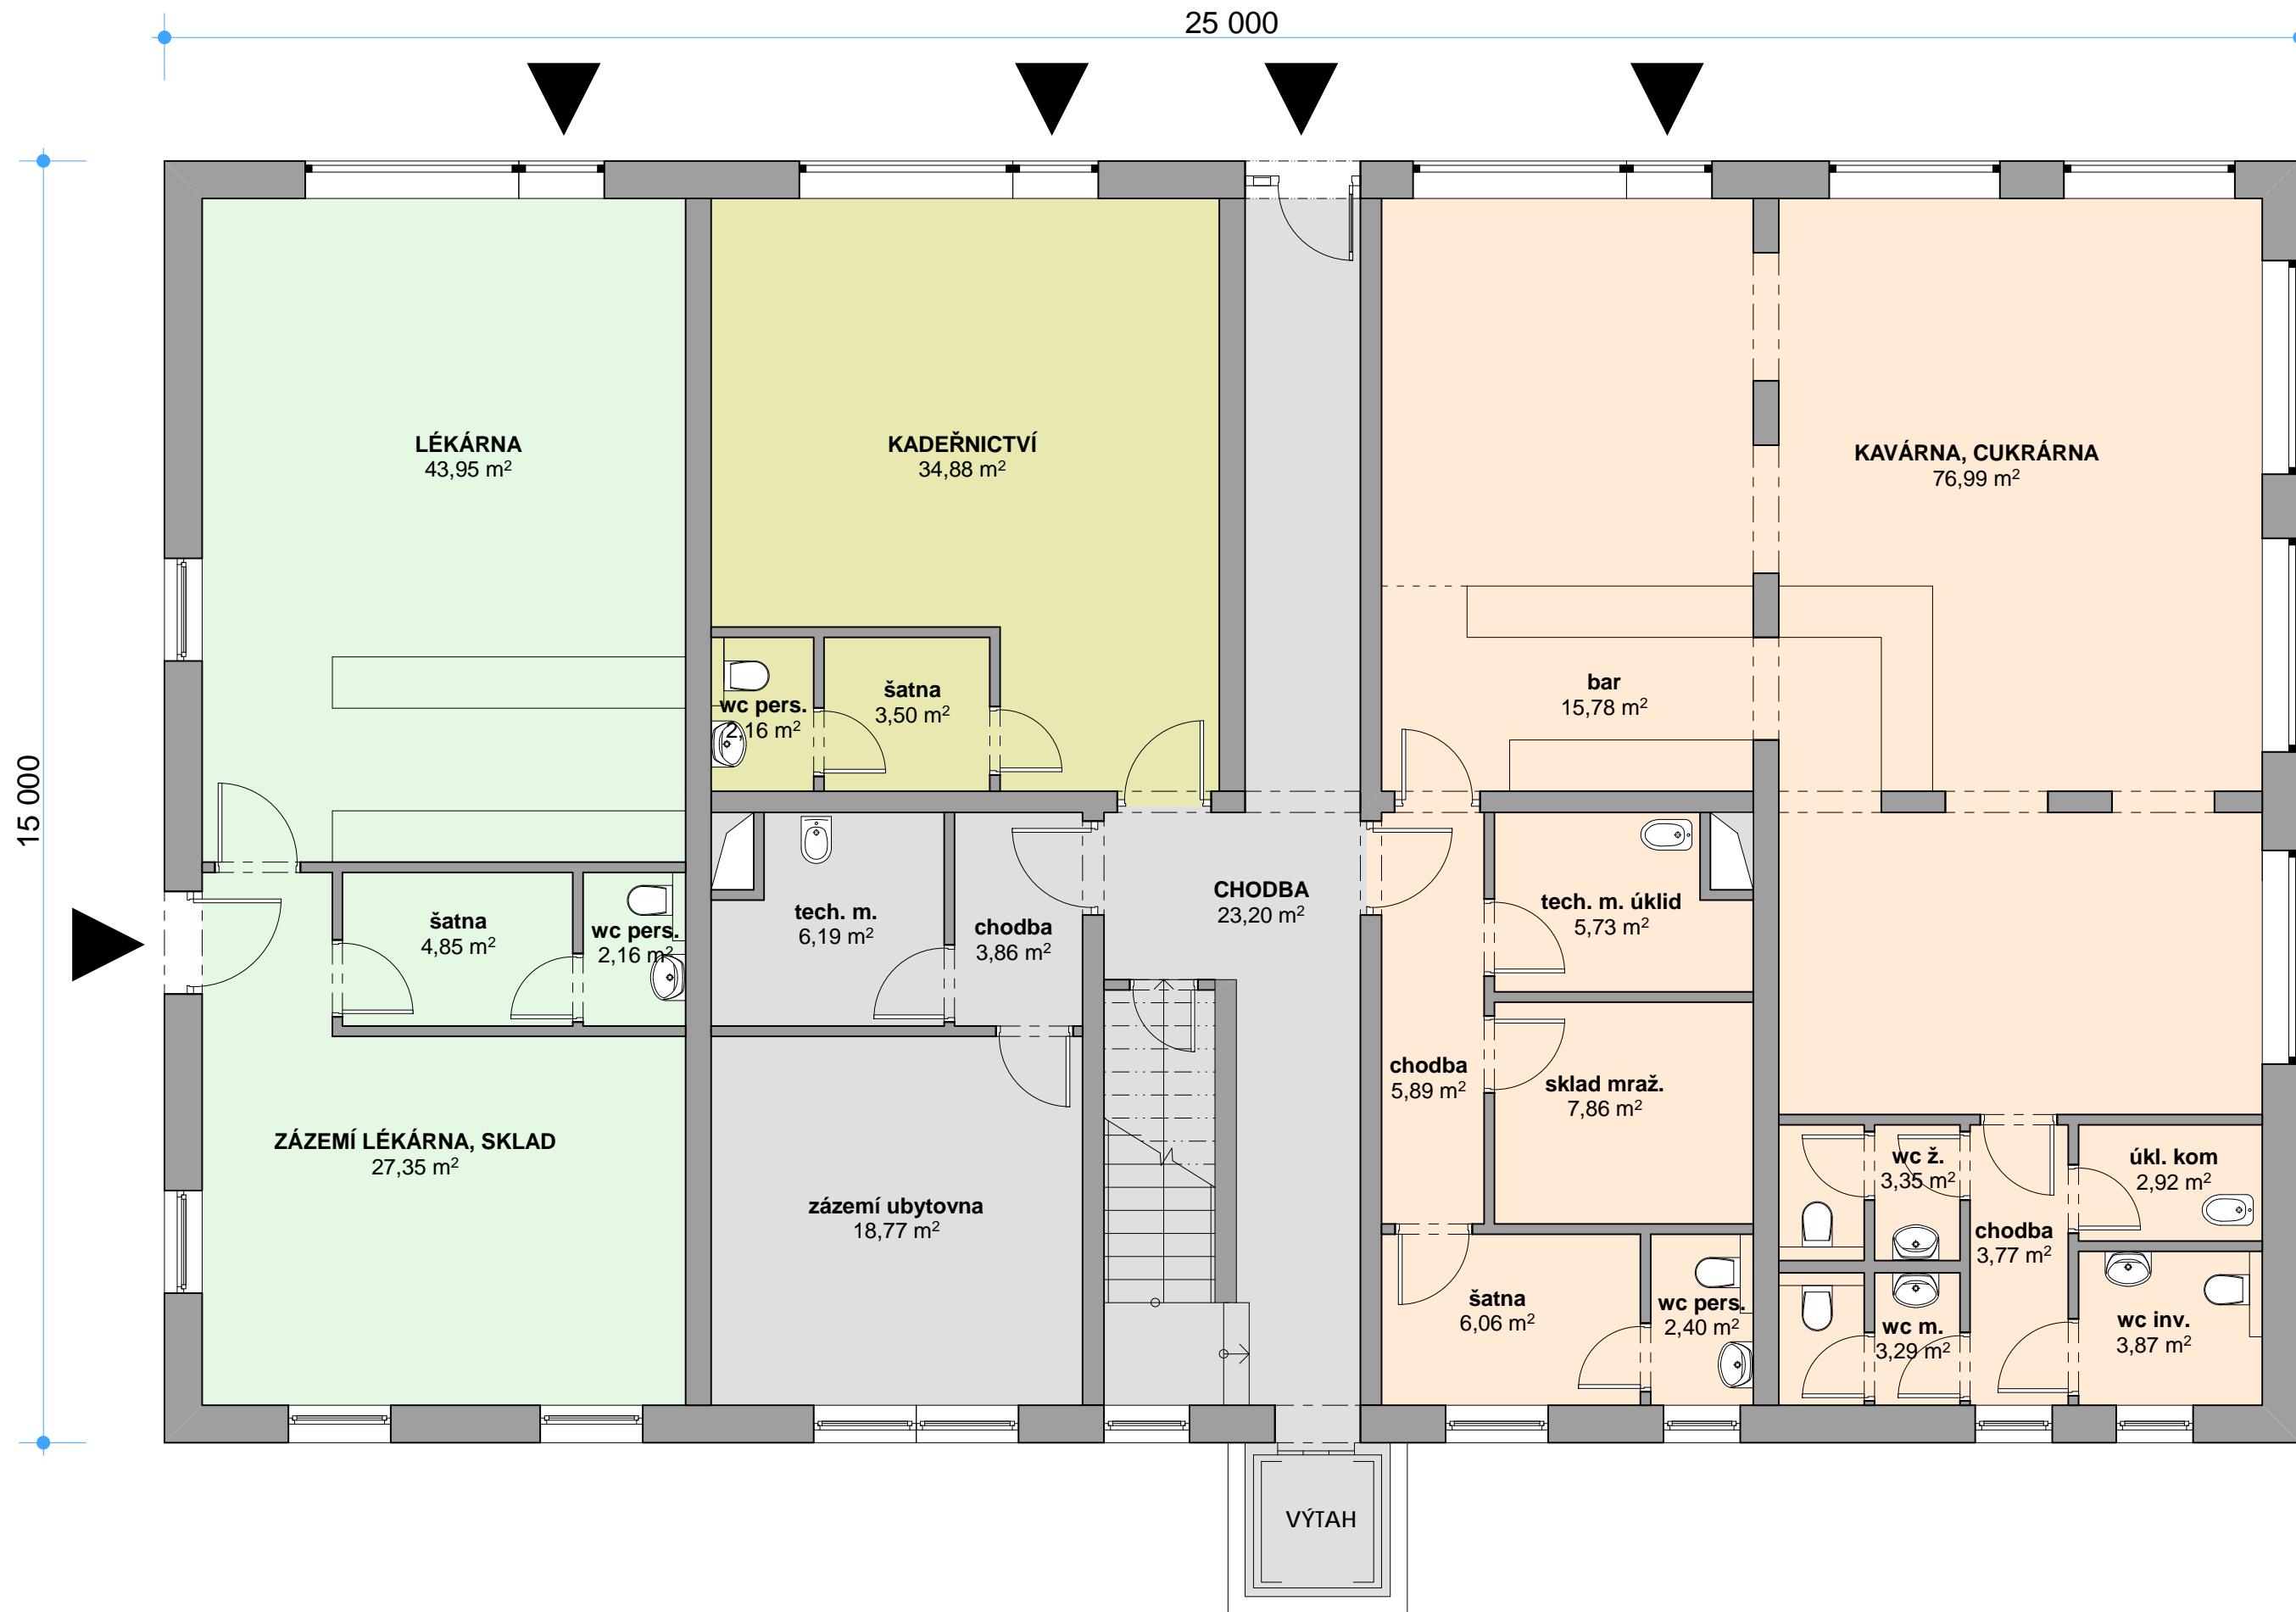 25 000
15 000
LÉKÁRNA
43,95 m²
KADEŘNICTVÍ
34,88 m²
KAVÁRNA, CUKRÁRNA
76,99 m²
wc pers.
2,16 m²
šatna
3,50 m²
bar
15,78 m²
šatna
4,85 m²
wc pers.
2,16 m²
tech. m.
6,19 m²
chodba
3,86 m²
CHODBA
23,20 m²
tech. m. úklid
5,73 m²
chodba
5,89 m²
sklad mraž.
7,86 m²
ZÁZEMÍ LÉKÁRNA, SKLAD
27,35 m²
zázemí ubytovna
18,77 m²
wc ž.
3,35 m²
úkl. kom
2,92 m²
chodba
3,77 m²
šatna
6,06 m²
wc pers.
2,40 m²
wc m.
3,29 m²
wc inv.
3,87 m²
VÝTAH